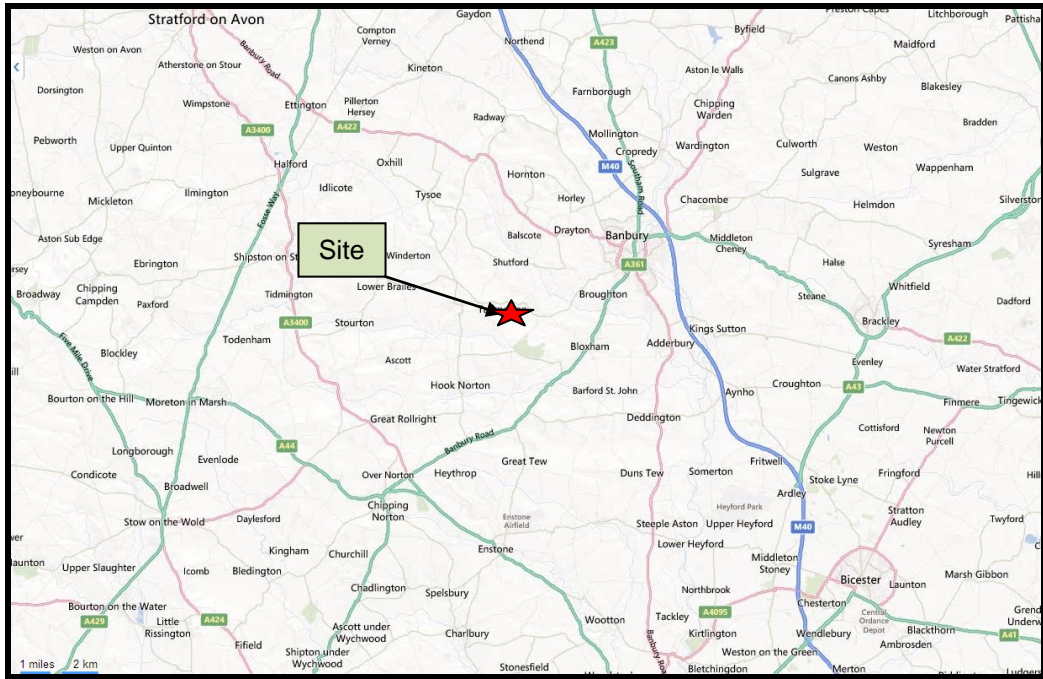 Stratford on Avon
Gaydon
Preston Capes
Litchborough
Pattisha
Weston on Avon
Banbury Road
Compton
Verney
Northend
A423
Byfield
Maidford
Atherstone on Stour
Kineton
Aston le Walls
Canons Ashby
Blakesley
Dorsington
Wimpstone
Ettington
Pillerton
Hersey
Farnborough
Chipping
Warden
Radway
A3400
A422
Mollington
Bradden
Pebworth
Upper Quinton
Cropredy
Wardington
Culworth
Weston
Halford
Oxhill
M40
Southam Road
Wappenham
Hornton
Sulgrave
oneybourne
Mickleton
Ilmington
Idlicote
Tysoe
Horley
Chacombe
Helmdon
Silverston
Fosse Way
Aston Sub Edge
Balscote
Drayton
Banbury
Middleton
Cheney
Syresham
Site
Shipston on St
Winderton
Shutford
A361
Halse
ersey
Ebrington
Broadway
Chipping
Campden
Paxford
Tidmington
Lower Brailes
Broughton
Steane
Whitfield
Dadford
A3400
Stourton
Kings Sutton
Brackley
A422
Five Mile Drive
Blockley
Todenham
Ascott
Bloxham
Adderbury
Evenley
Water Stratford
ill
Hook Norton
Barford St. John
Aynho
Croughton
A43
Bourton on the Hill
Moreton in Marsh
Finmere
Tingewick
Great Rollright
Deddington
Cottisford
Newton
Purcell
A44
Banbury Road
Longborough
Evenlode
Great Tew
Fritwell
Condicote
Over Norton
Heythrop
Duns Tew
Somerton
Stoke Lyne
Fringford
Hill
Broadwell
Ardley
Chipping
Norton
Heyford Park
Stratton
Audley
Stow on the Wold
Daylesford
Enstone
Airfield
Steeple Aston
Upper Heyford
M40
Twyford
wer
Kingham
Churchill
Enstone
Lower Heyford
Middleton
Stoney
launton
Upper Slaughter
Icomb
Bledington
Bicester
Launton
Marsh Gibbon
Chadlington
Spelsbury
Northbrook
Bourton on the Water
Chesterton
A429
Little
Rissington
A424
Ascott under
Wychwood
Wootton
Tackley
A4095
Central
Ordance
Depot
Grend
Underw
Charlbury
Kirtlington
Wendlebury
Blackthorn
A41
Fifield
Shipton under
Wychwood
Banbury Roa
Weston on the Green
Ambrosden
1 miles
2 km
Stonesfield
Bletchingdon
Merton
Ludgers